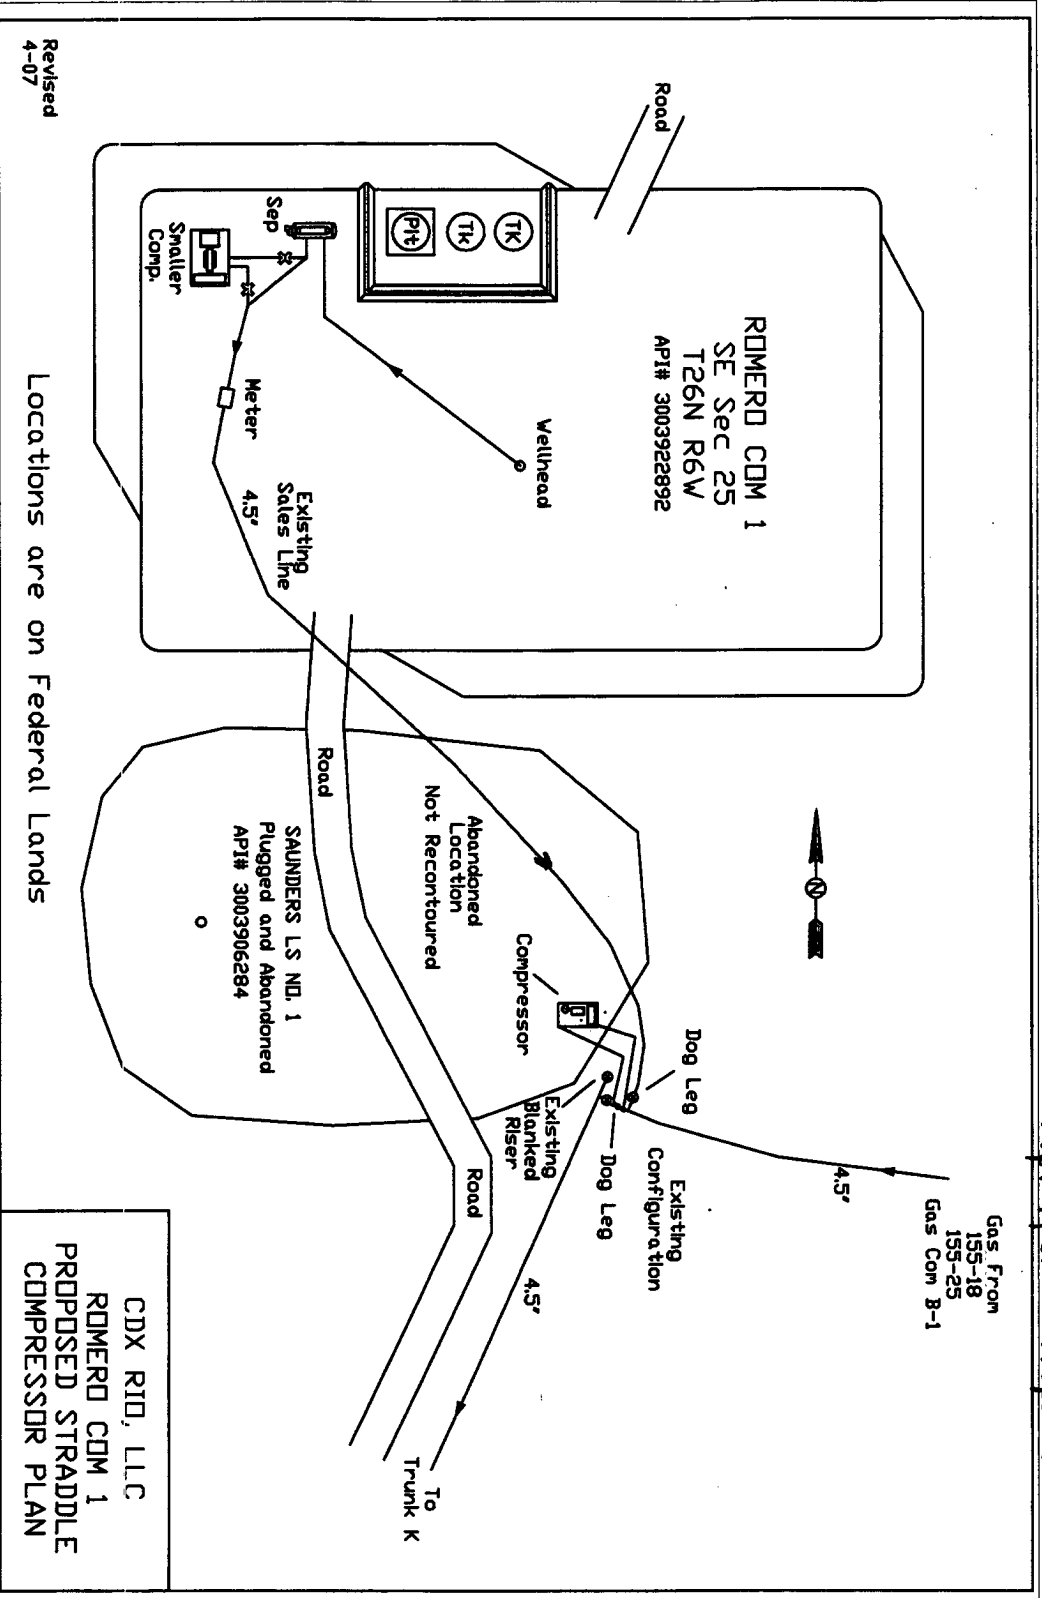 Road
ROMERO COM 1
SE Sec 25
T26N R6W
API# 3003922892
TK
Tk
Pit
Sep
Smaller
Comp.
Wellhead
Meter
Existing
Sales Line
4.5"
N
Gas From
155-18
155-25
Gas Com B-1
4.5"
Dog Leg
Existing
Configuration
Dog Leg
Compressor
Existing
Blanked
Riser
Abandoned
Location
Not Recontoured
4.5"
To
Trunk K
Road
Road
SAUNDERS LS NO. 1
Plugged and Abandoned
API# 3003906284
Locations are on Federal Lands
Revised
4-07
CDX RIO, LLC
ROMERO COM 1
PROPOSED STRADDLE
COMPRESSOR PLAN